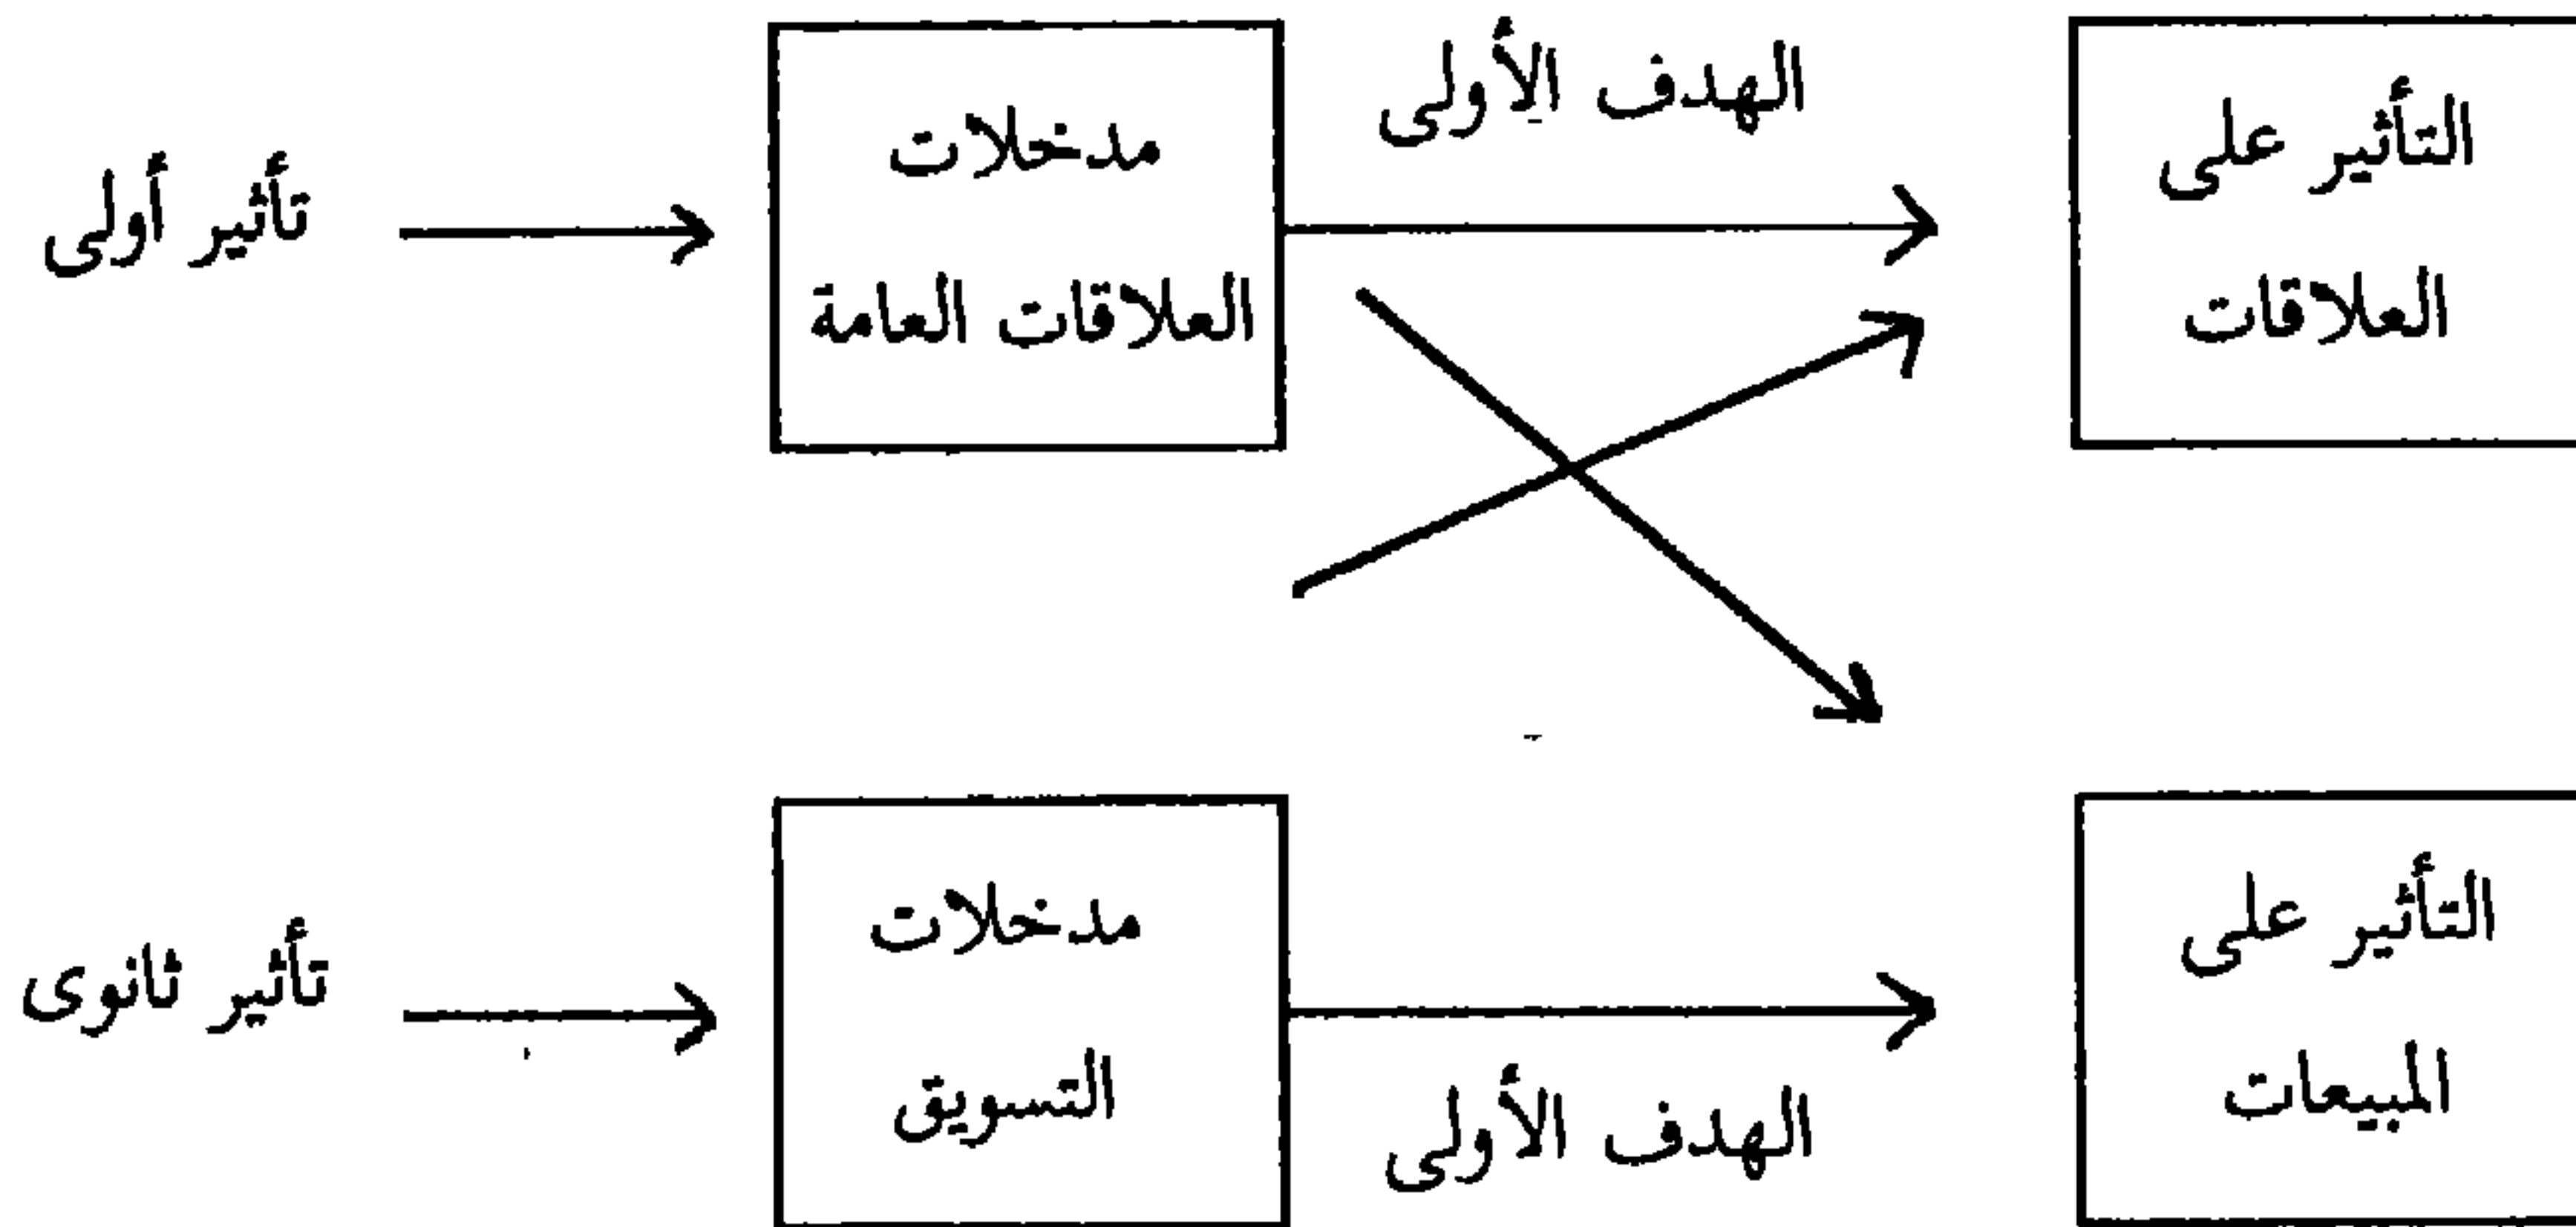 تأثير أولى
مدخلات
العلاقات العامة
الهدف الأولى
التأثير على
العلاقات
تأثير ثانوى
مدخلات
التسويق
الهدف الأولى
التأثير على
المبيعات